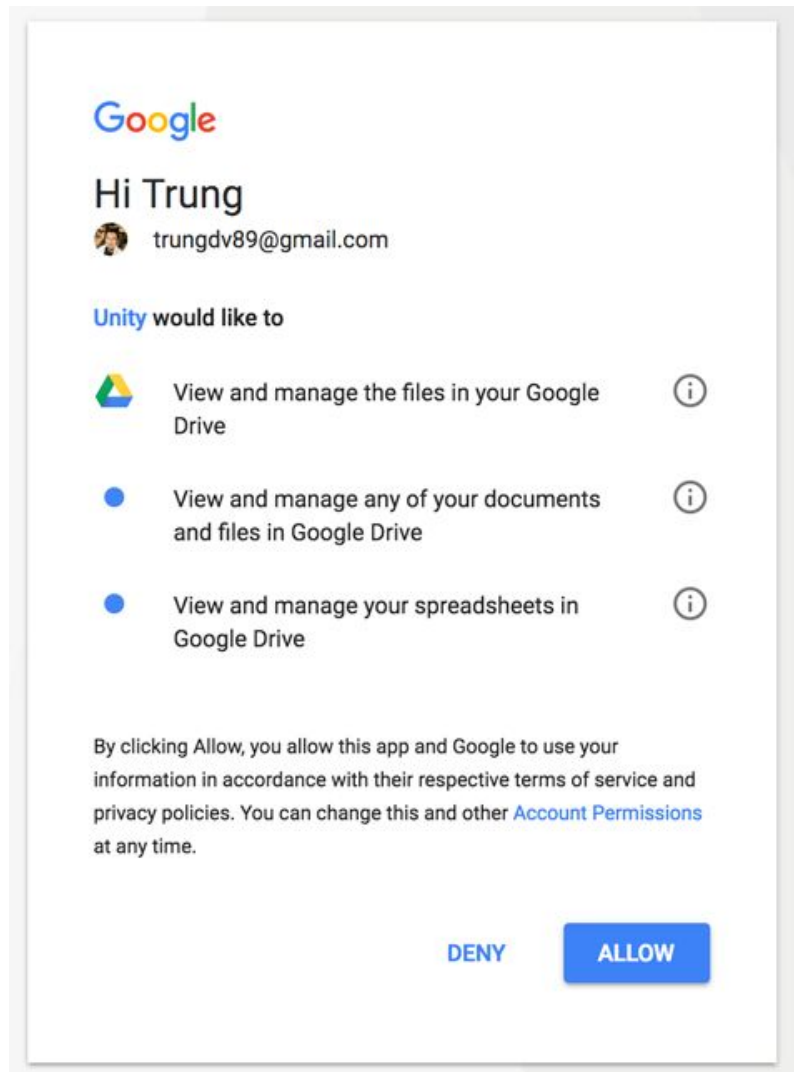 Google
Hi Trung
trungdv89@gmail.com
Unity would like to
View and manage the files in your Google
Drive
View and manage any of your documents
and files in Google Drive
View and manage your spreadsheets in
Google Drive
By clicking Allow, you allow this app and Google to use your
information in accordance with their respective terms of service and
privacy policies. You can change this and other Account Permissions
at any time.
DENY ALLOW